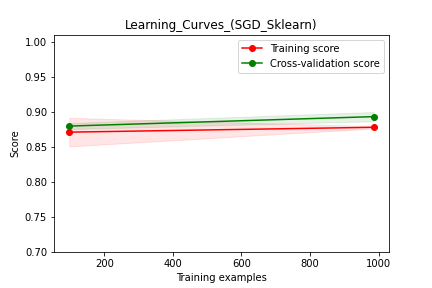 Learning_Curves_(SGD_Sklearn)
1.00
0.95
0.90
0.85
0.80
0.75
0.70
Score
Training score
Cross-validation score
200
400
600
800
1000
Training examples